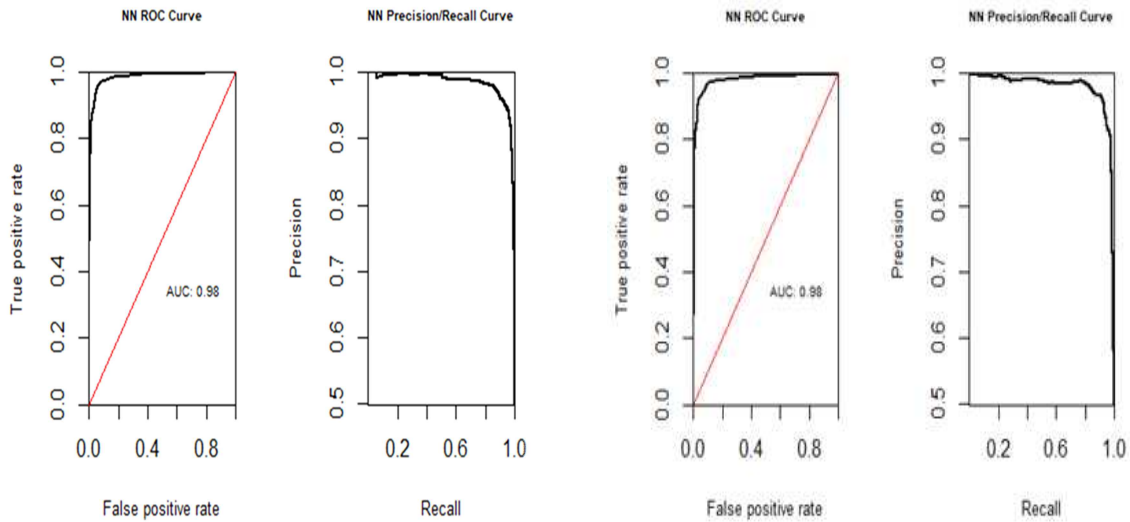 NN ROC Curve
NN Precision/Recall Curve
NN ROC Curve
NN Precision/Recall Curve
True positive rate
0.0 0.2 0.4 0.6 0.8 1.0
AUC: 0.98
0.0 0.4 0.8
False positive rate
Precision
0.5 0.6 0.7 0.8 0.9 1.0
0.2 0.6 1.0
Recall
True positive rate
0.0 0.2 0.4 0.6 0.8 1.0
AUC: 0.98
0.0 0.4 0.8
False positive rate
Precision
0.5 0.6 0.7 0.8 0.9 1.0
0.2 0.6 1.0
Recall